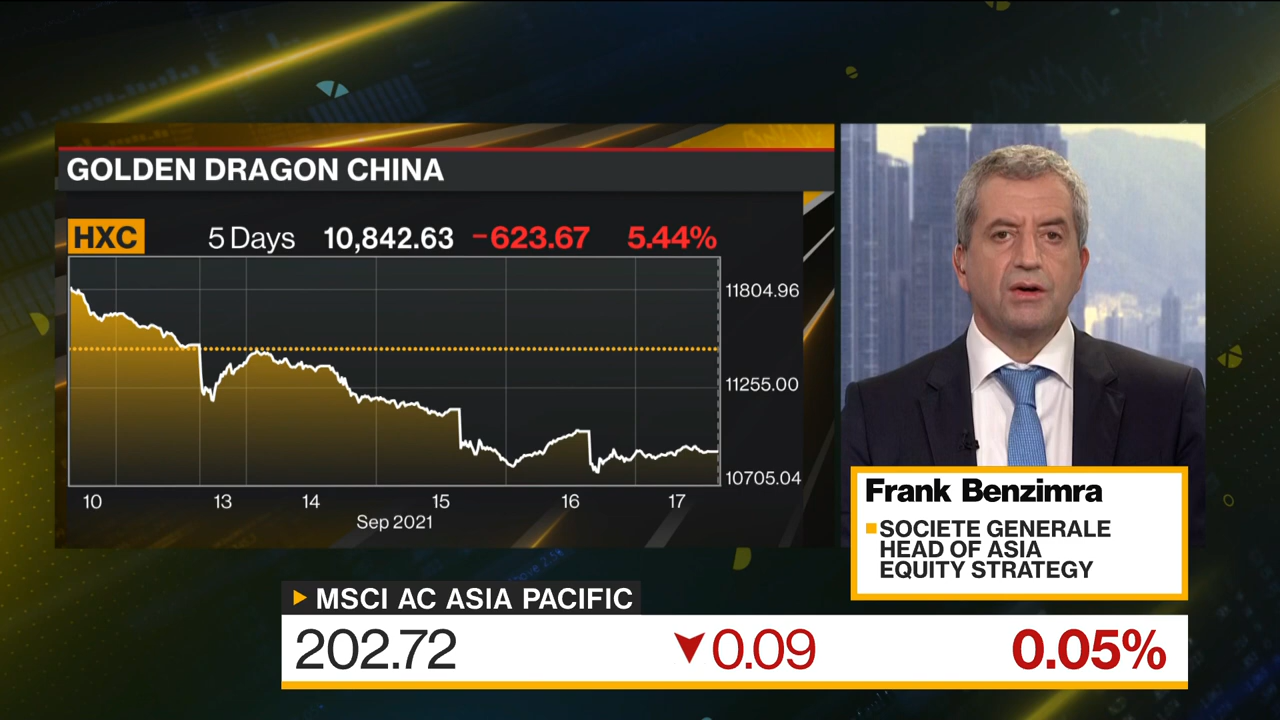 GOLDEN DRAGON CHINA
HXC 5 Days 10,842.63 -623.67 5.44%
11804.96
11255.00
10705.04
10 13 14 15 16 17
Sep 2021
Frank Benzimra
SOCIETE GENERALE
HEAD OF ASIA
EQUITY STRATEGY
MSCI AC ASIA PACIFIC
202.72 0.09 0.05%